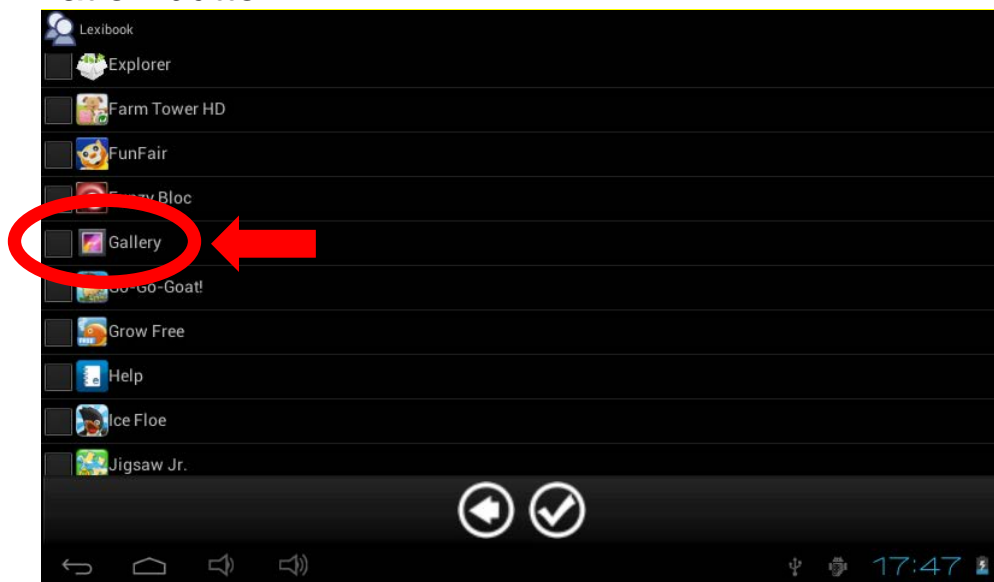 Lexibook
Explorer
Farm Tower HD
FunFair
Bloc
Gallery
Go-Go-Goat!
Grow Free
Help
Ice Floe
Jigsaw Jr.
17:47